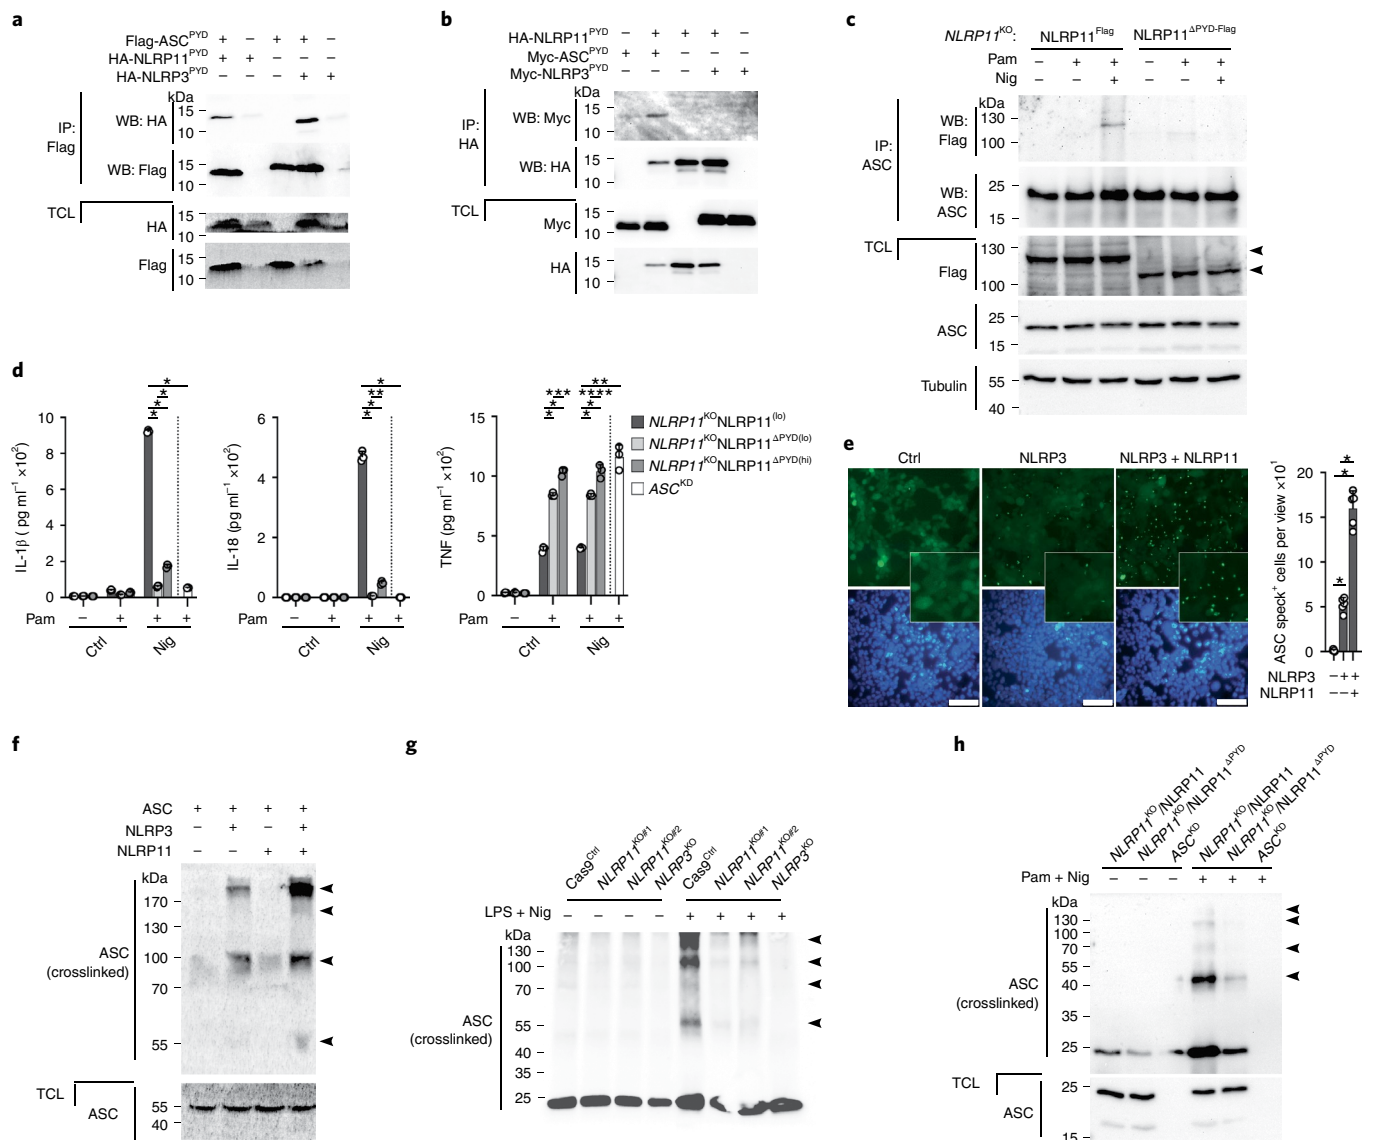 a
Flag-ASC^PYD + – + + –
HA-NLRP11^PYD + + – – –
HA-NLRP3^PYD – – – + +
kDa
IP: Flag
WB: HA
15
10
WB: Flag
15
10
TCL
HA
15
10
Flag
15
10
b
HA-NLRP11^PYD – + + + –
Myc-ASC^PYD + + – – –
Myc-NLRP3^PYD – – – + +
kDa
IP: HA
WB: Myc
15
10
WB: HA
15
10
TCL
Myc
15
10
HA
15
10
c
NLRP11^KO: NLRP11^Flag NLRP11^ΔPYD-Flag
Pam – + + – + +
Nig + +
kDa
IP: ASC
WB: Flag
130
100
WB: ASC
25
15
TCL
Flag
130
100
ASC
25
15
Tubulin
55
40
d
IL-1β ( pg ml⁻¹ ×10²)
10
8
6
4
2
0
* * * * *
Pam – + + +
Ctrl Nig
IL-18 (pg ml⁻¹ ×10²)
6
4
2
0
* ** * *
Pam – + + +
Ctrl Nig
TNF (pg ml⁻¹ ×10²)
15
10
5
0
*** * *
** **** * *
Pam – + + +
Ctrl Nig
NLRP11^KO NLRP11^(lo)
NLRP11^KO NLRP11^ΔPYD(lo)
NLRP11^KO NLRP11^ΔPYD(hi)
ASC^KD
e
Ctrl NLRP3 NLRP3 + NLRP11
ASC speck⁺ cells per view ×10¹
20
15
10
5
0
* * *
NLRP3 – + +
NLRP11 – – +
f
ASC + + + +
NLRP3 – + – +
NLRP11 – – + +
kDa
170
130
100
70
55
ASC
(crosslinked)
TCL
ASC
55
40
g
Cas9^Ctrl NLRP11^KO#1 NLRP11^KO#2 NLRP3^KO Cas9^Ctrl NLRP11^KO#1 NLRP11^KO#2 NLRP3^KO
LPS + Nig – – – – + + + +
kDa
130
100
70
55
40
35
25
ASC
(crosslinked)
h
NLRP11^KO/NLRP11 NLRP11^KO/NLRP11^ΔPYD ASC^KD NLRP11^KO/NLRP11 NLRP11^KO/NLRP11^ΔPYD ASC^KD
Pam + Nig – – – + + +
kDa
130
100
70
55
40
35
25
ASC
(crosslinked)
TCL
ASC
25
15